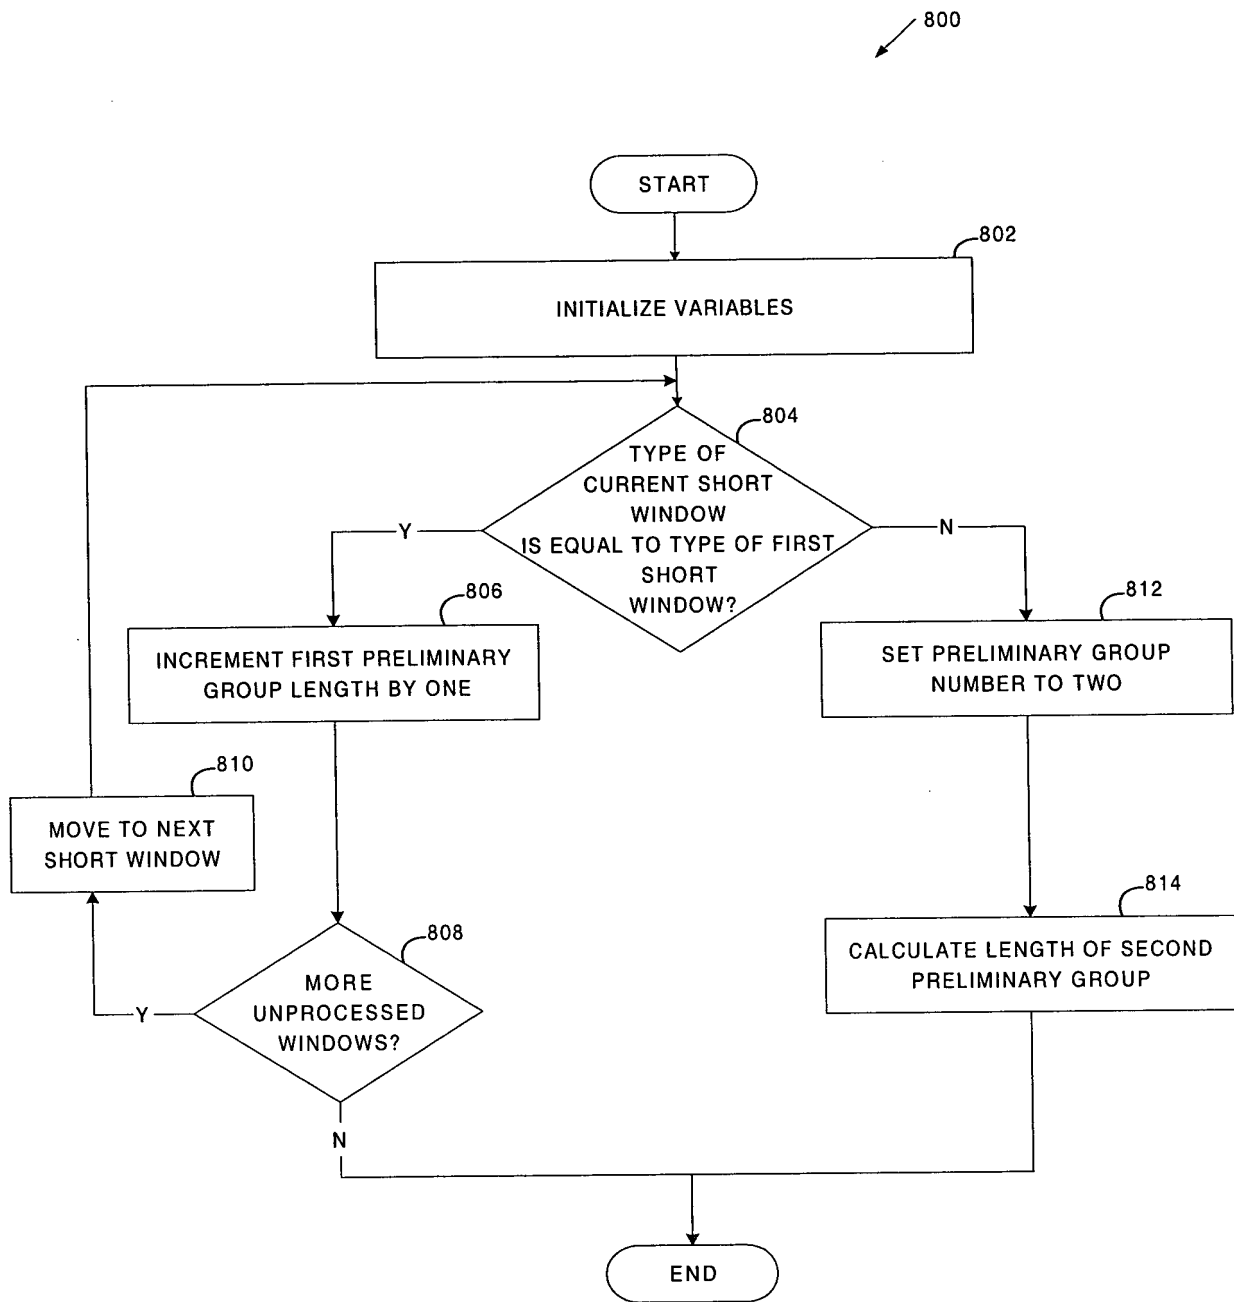 800
START
802
INITIALIZE VARIABLES
804
TYPE OF
CURRENT SHORT
WINDOW
IS EQUAL TO TYPE OF FIRST
SHORT
WINDOW?
Y
N
806
INCREMENT FIRST PRELIMINARY
GROUP LENGTH BY ONE
812
SET PRELIMINARY GROUP
NUMBER TO TWO
810
MOVE TO NEXT
SHORT WINDOW
808
MORE
UNPROCESSED
WINDOWS?
Y
N
814
CALCULATE LENGTH OF SECOND
PRELIMINARY GROUP
END